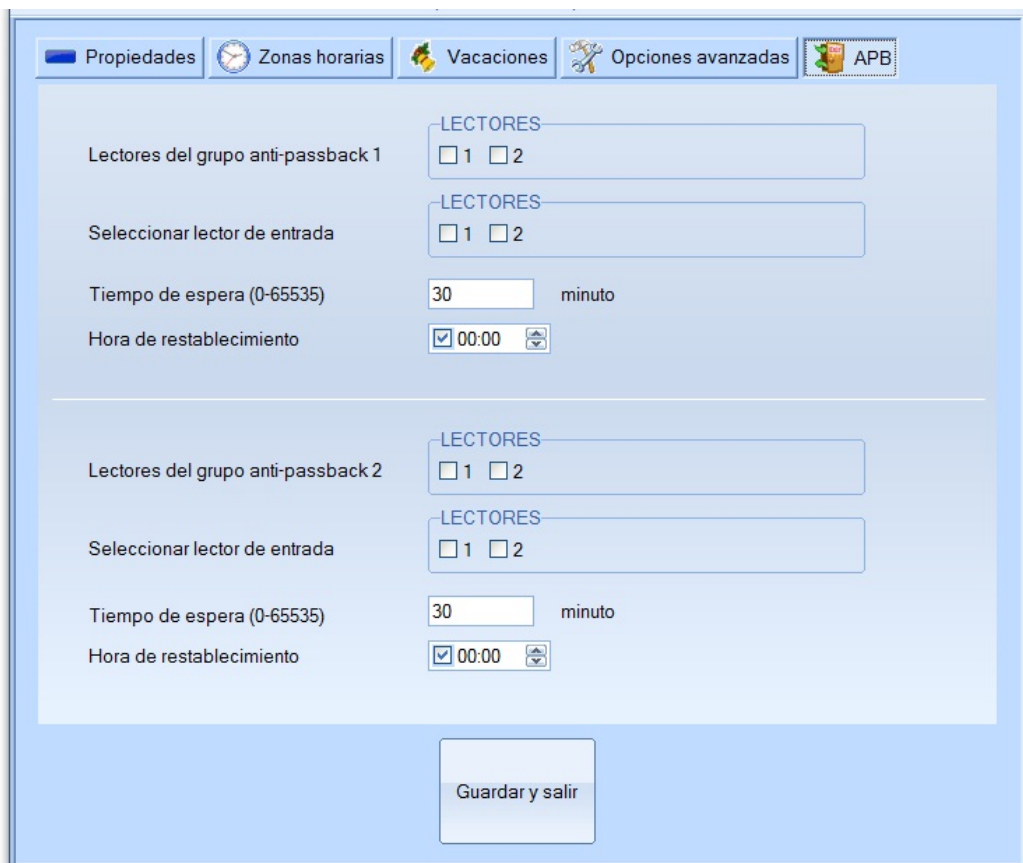 Propiedades Zonas horarias Vacaciones Opciones avanzadas APB
LECTORES
Lectores del grupo anti-passback 1 1 2
LECTORES
Seleccionar lector de entrada 1 2
Tiempo de espera (0-65535) 30 minuto
Hora de restablecimiento 00:00
LECTORES
Lectores del grupo anti-passback 2 1 2
LECTORES
Seleccionar lector de entrada 1 2
Tiempo de espera (0-65535) 30 minuto
Hora de restablecimiento 00:00
Guardar y salir